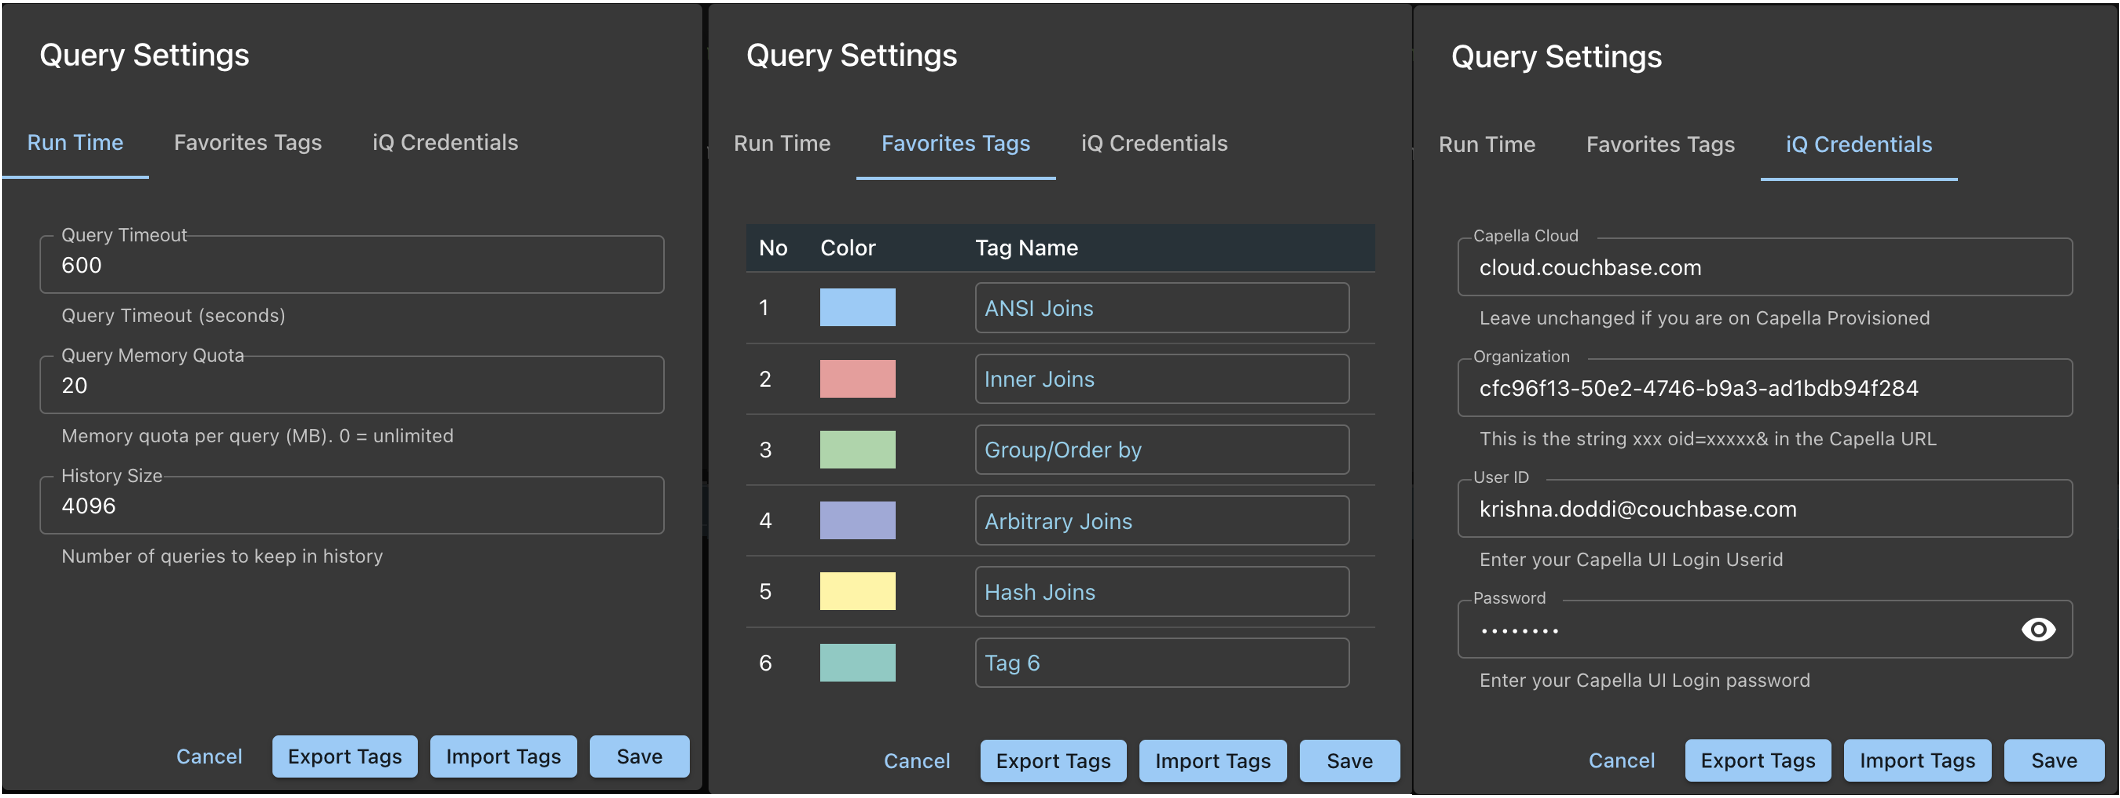 Query Settings
Run Time Favorites Tags iQ Credentials
Query Timeout
600
Query Timeout (seconds)
Query Memory Quota
20
Memory quota per query (MB). 0 = unlimited
History Size
4096
Number of queries to keep in history
Cancel Export Tags Import Tags Save
Query Settings
Run Time Favorites Tags iQ Credentials
No Color Tag Name
1 ANSI Joins
2 Inner Joins
3 Group/Order by
4 Arbitrary Joins
5 Hash Joins
6 Tag 6
Cancel Export Tags Import Tags Save
Query Settings
Run Time Favorites Tags iQ Credentials
Capella Cloud
cloud.couchbase.com
Leave unchanged if you are on Capella Provisioned
Organization
cfc96f13-50e2-4746-b9a3-ad1bdb94f284
This is the string xxx oid=xxxxx& in the Capella URL
User ID
krishna.doddi@couchbase.com
Enter your Capella UI Login Userid
Password
••••••••
Enter your Capella UI Login password
Cancel Export Tags Import Tags Save